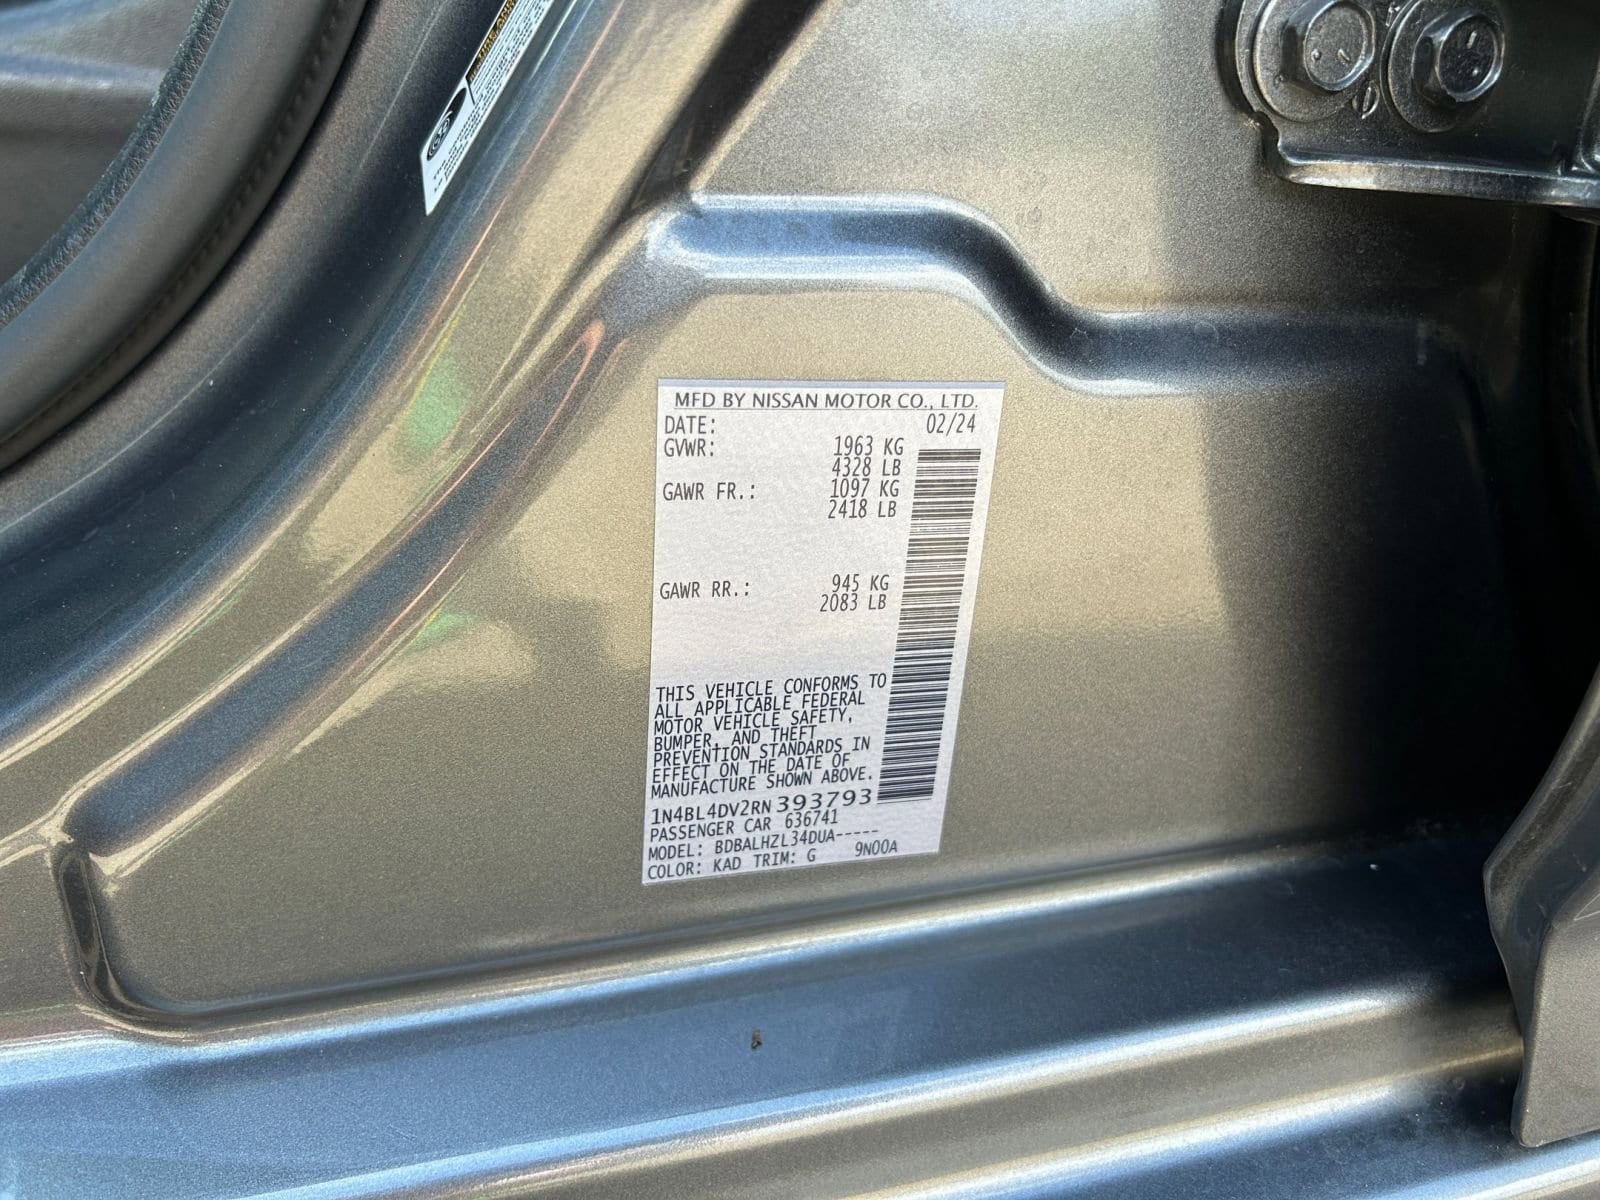 MFD BY NISSAN MOTOR CO., LTD.
DATE: 02/24
GVWR: 1963 KG
4328 LB
GAWR FR.: 1097 KG
2418 LB
GAWR RR.: 945 KG
2083 LB
THIS VEHICLE CONFORMS TO
ALL APPLICABLE FEDERAL
MOTOR VEHICLE SAFETY,
BUMPER, AND THEFT
PREVENTION STANDARDS IN
EFFECT ON THE DATE OF
MANUFACTURE SHOWN ABOVE.
1N4BL4DV2RN393793
PASSENGER CAR 636741
MODEL: BDBALHZL34DUA-----
COLOR: KAD TRIM: G 9N00A